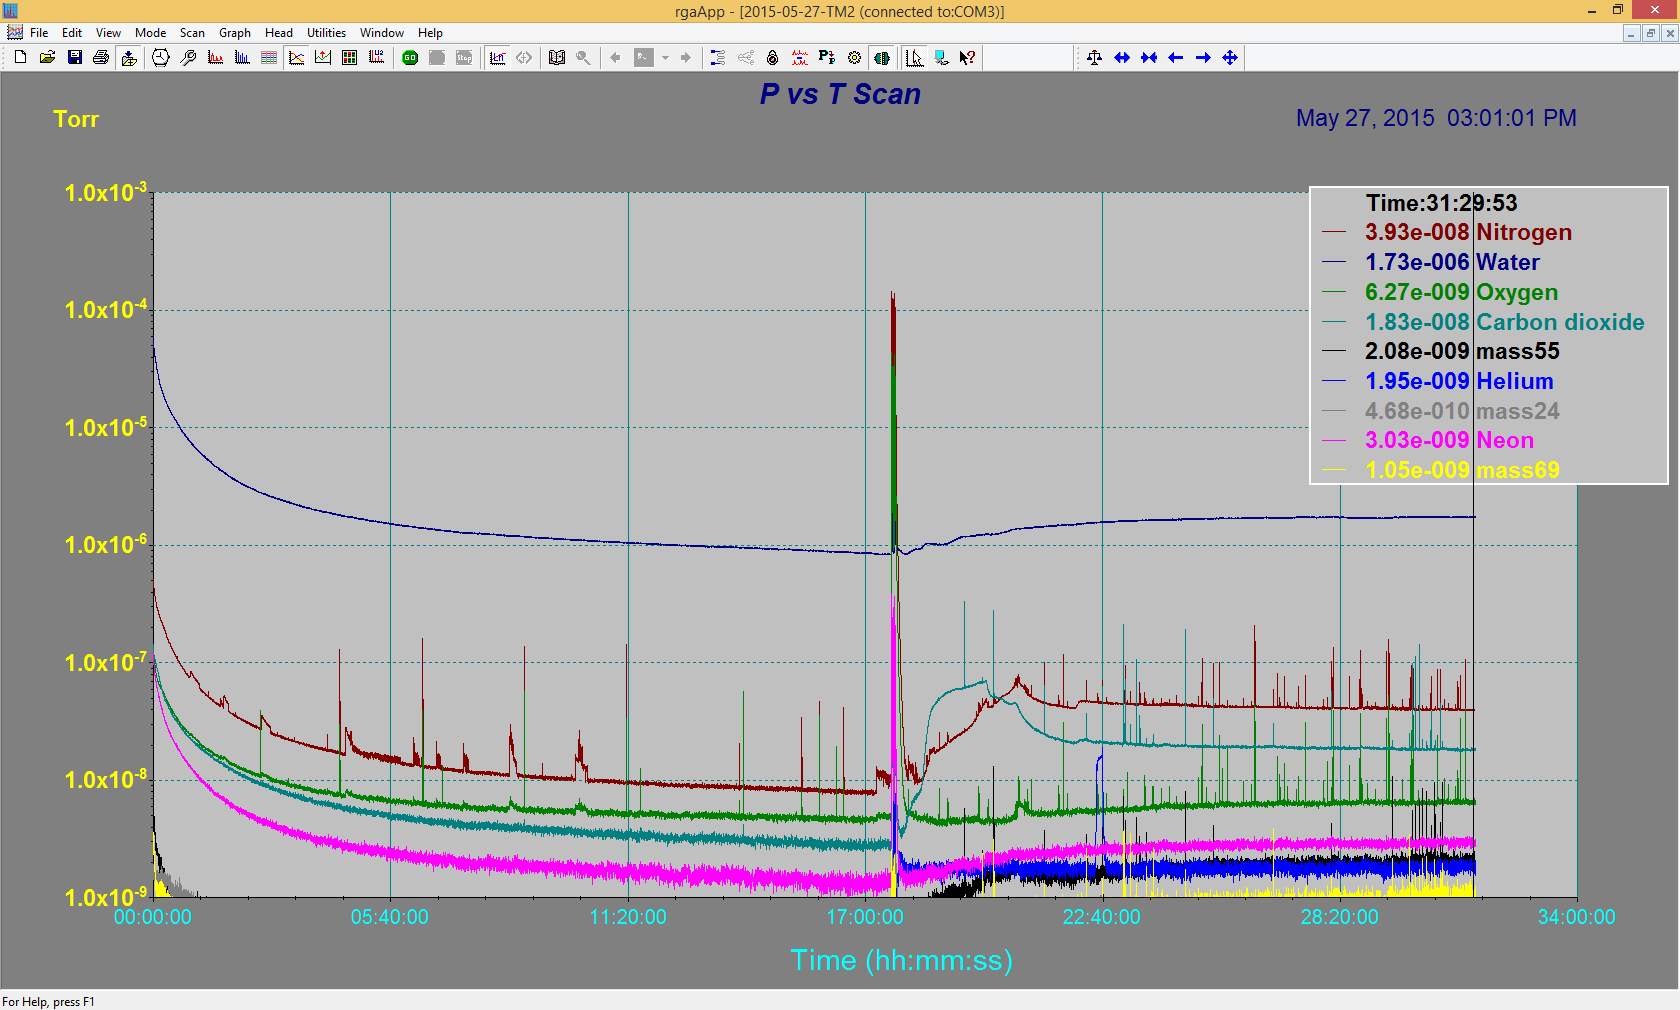 rgaApp - [2015-05-27-TM2 (connected to:COM3)]
File Edit View Mode Scan Graph Head Utilities Window Help
GO Stop
P vs T Scan
Torr
May 27, 2015 03:01:01 PM
1.0x10-3
1.0x10-4
1.0x10-5
1.0x10-6
1.0x10-7
1.0x10-8
1.0x10-9
Time:31:29:53
3.93e-008 Nitrogen
1.73e-006 Water
6.27e-009 Oxygen
1.83e-008 Carbon dioxide
2.08e-009 mass55
1.95e-009 Helium
4.68e-010 mass24
3.03e-009 Neon
1.05e-009 mass69
00:00:00 05:40:00 11:20:00 17:00:00 22:40:00 28:20:00 34:00:00
Time (hh:mm:ss)
For Help, press F1